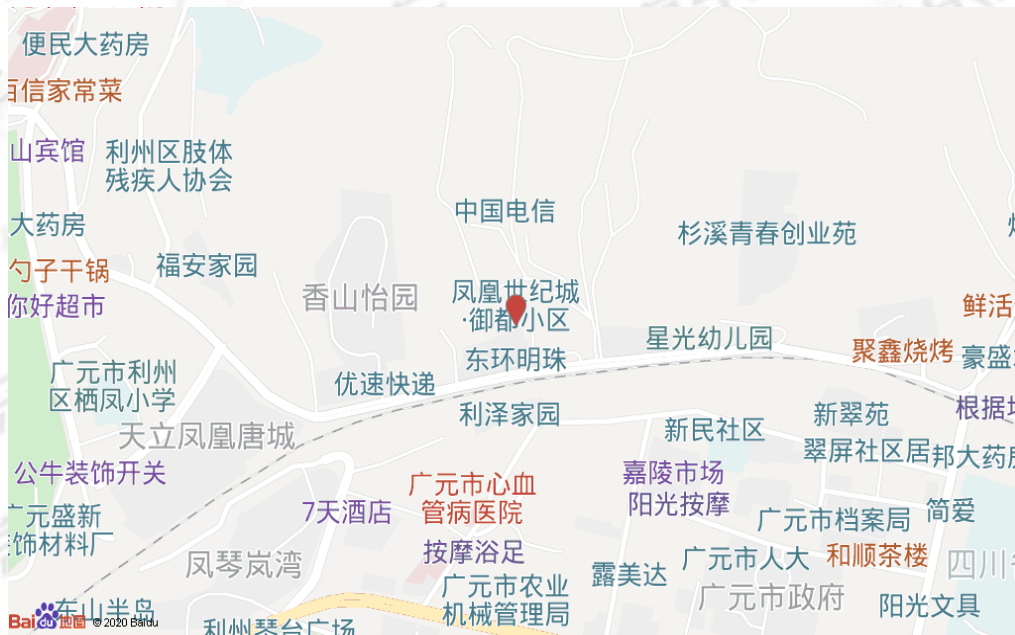 便民大药房
百信家常菜
山宾馆
利州区肢体
残疾人协会
中国电信
大药房
杉溪青春创业苑
福安家园
勺子干锅
香山怡园
凤凰世纪城
·御都小区
你好超市
鲜活
星光幼儿园
聚鑫烧烤
豪盛
东环明珠
广元市利州
区栖凤小学
优速快递
利泽家园
新翠苑
根据地
天立凤凰唐城
新民社区
翠屏社区居
邦大药房
公牛装饰开关
广元市心血
管病医院
嘉陵市场
阳光按摩
7天酒店
广元盛新
装饰材料厂
广元市档案局
简爱
按摩浴足
广元市人大
和顺茶楼
凤琴岚湾
露美达
四川
广元市农业
机械管理局
广元市政府
阳光文具
东山半岛
利州琴台广场
Bai du 地图
© 2020 Baidu